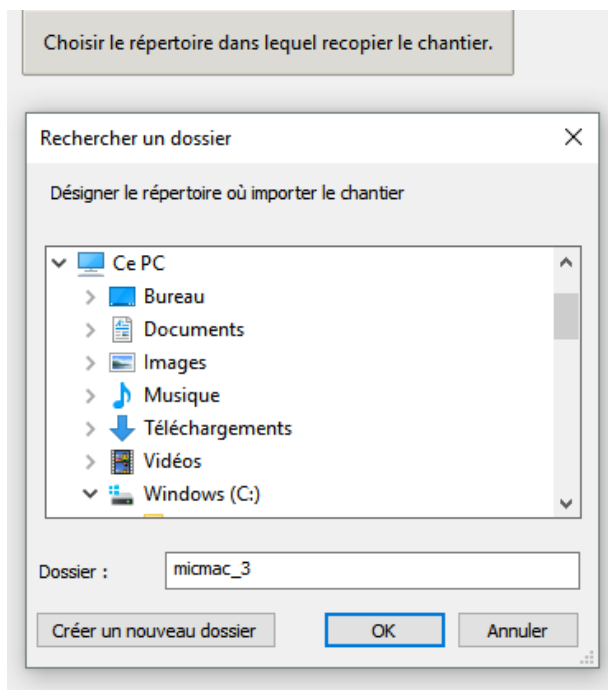 Choisir le répertoire dans lequel recopier le chantier.
Rechercher un dossier
Désigner le répertoire où importer le chantier
Ce PC
Bureau
Documents
Images
Musique
Téléchargements
Vidéos
Windows (C:)
Dossier : micmac_3
Créer un nouveau dossier OK Annuler